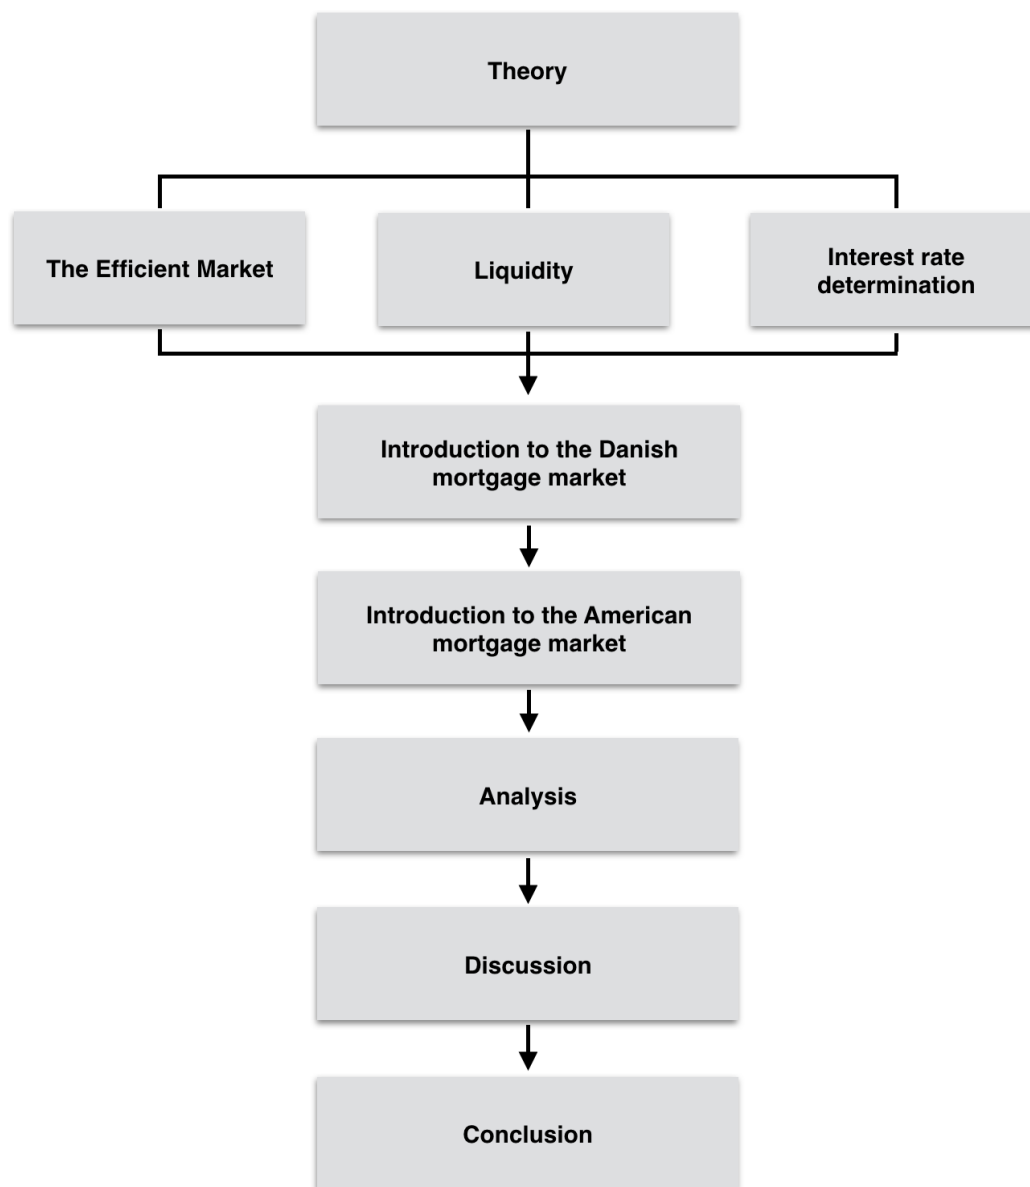 Theory
The Efficient Market
Liquidity
Interest rate
determination
Introduction to the Danish
mortgage market
Introduction to the American
mortgage market
Analysis
Discussion
Conclusion